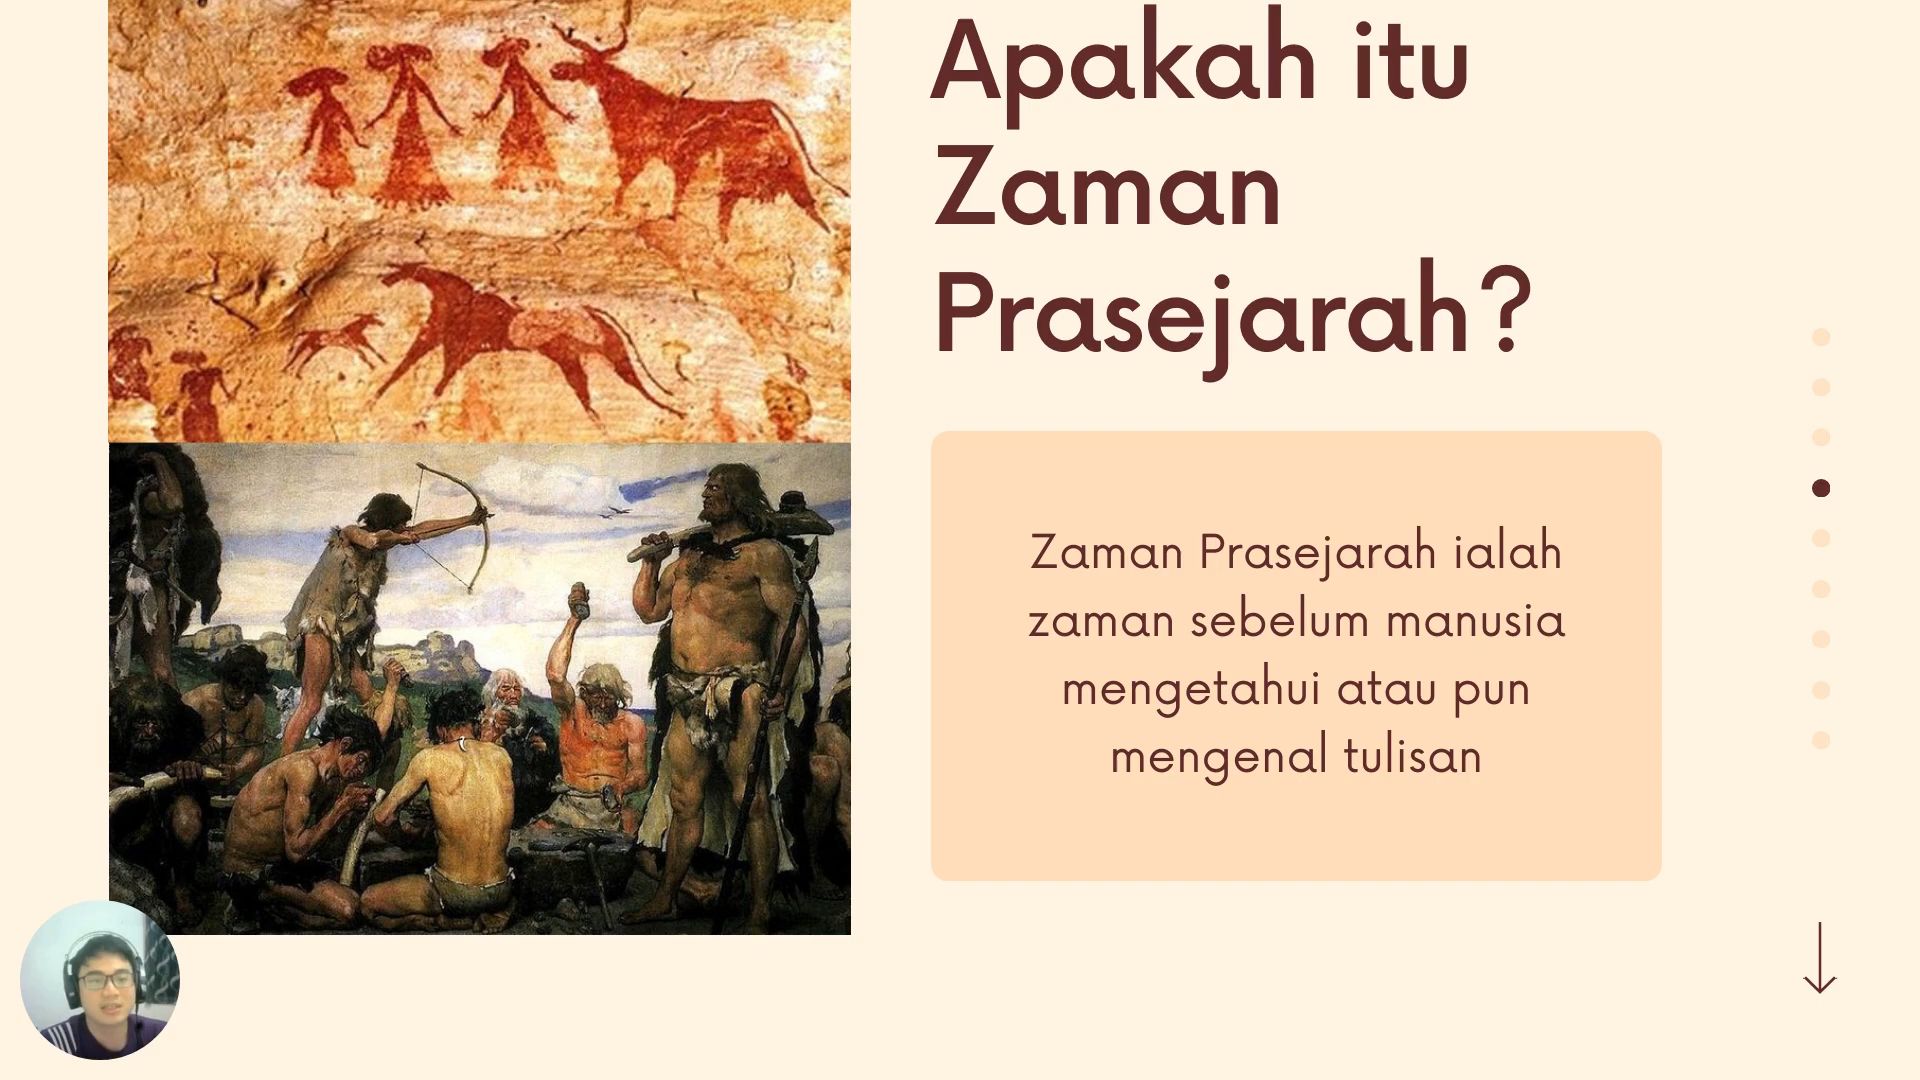 Apakah itu
Zaman
Prasejarah?
Zaman Prasejarah ialah
zaman sebelum manusia
mengetahui atau pun
mengenal tulisan